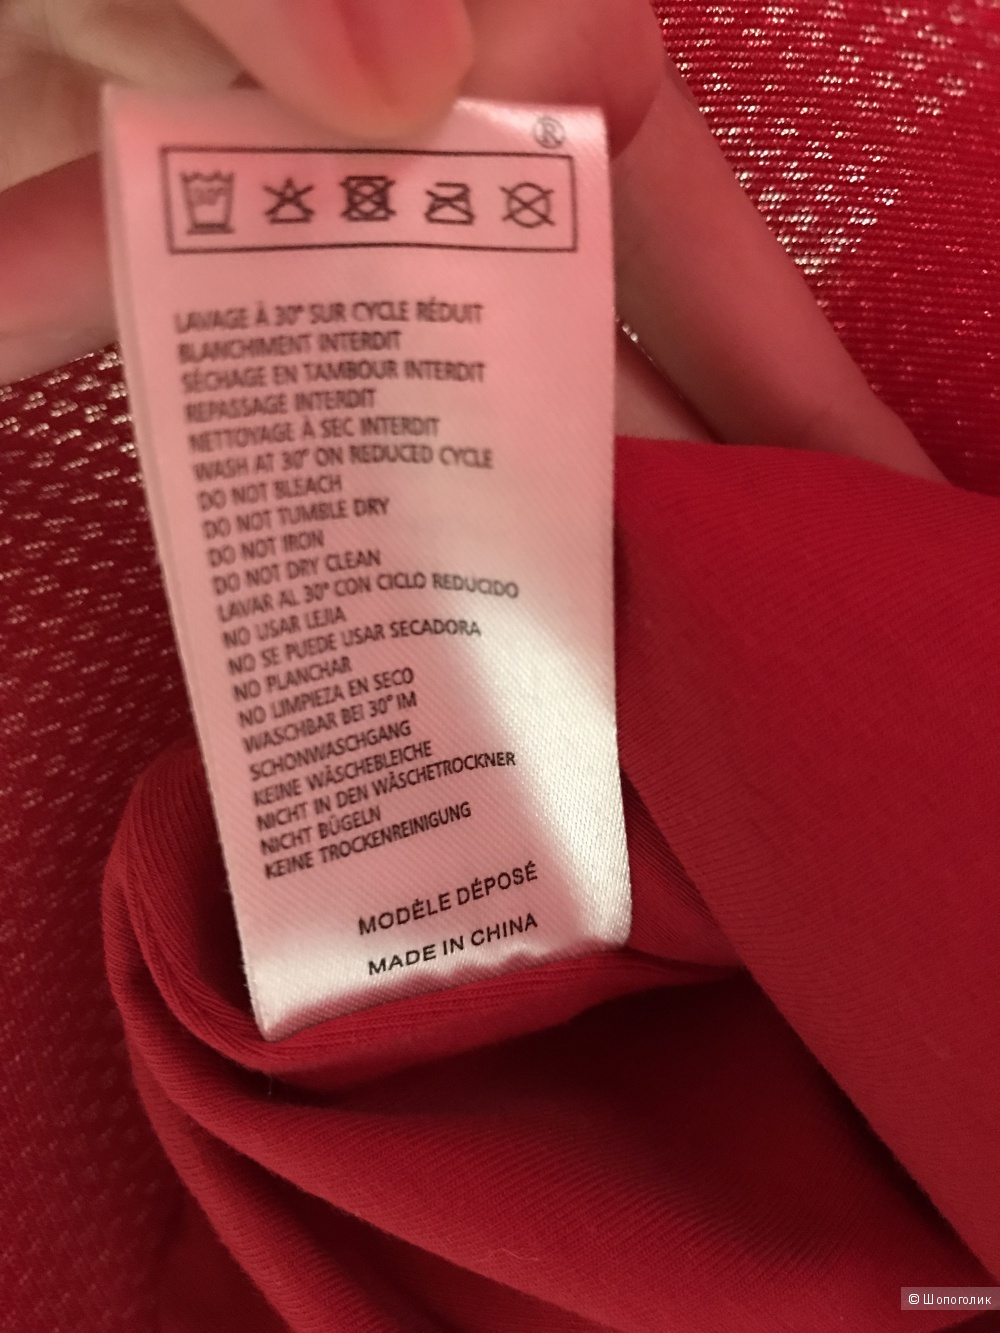 ®
30°
LAVAGE À 30° SUR CYCLE RÉDUIT
BLANCHIMENT INTERDIT
SÉCHAGE EN TAMBOUR INTERDIT
REPASSAGE INTERDIT
NETTOYAGE À SEC INTERDIT
WASH AT 30° ON REDUCED CYCLE
DO NOT BLEACH
DO NOT TUMBLE DRY
DO NOT IRON
DO NOT DRY CLEAN
LAVAR AL 30° CON CICLO REDUCIDO
NO USAR LEJIA
NO SE PUEDE USAR SECADORA
NO PLANCHAR
NO LIMPIEZA EN SECO
WASCHBAR BEI 30° IM
SCHONWASCHGANG
KEINE WÄSCHEBLEICHE
NICHT IN DEN WÄSCHETROCKNER
NICHT BÜGELN
KEINE TROCKENREINIGUNG
MODÈLE DÉPOSÉ
MADE IN CHINA
© Шопоголик